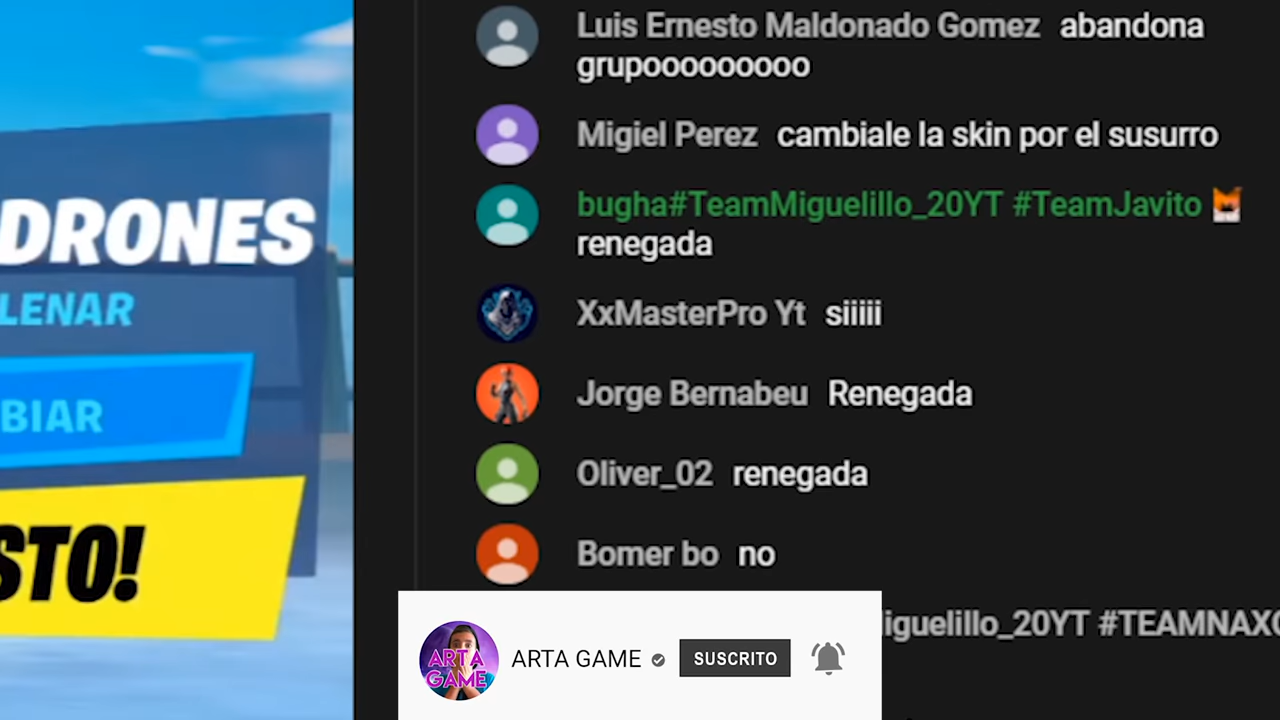 DRONES
LENAR
BIAR
STO!
Luis Ernesto Maldonado Gomez abandona
grupooooooooo
Migiel Perez cambiale la skin por el susurro
bugha#TeamMiguelillo_20YT #TeamJavito
renegada
XxMasterPro Yt siiiii
Jorge Bernabeu Renegada
Oliver_02 renegada
Bomer bo no
iguelillo_20YT #TEAMNAXO
ARTA GAME
ARTA GAME SUSCRITO